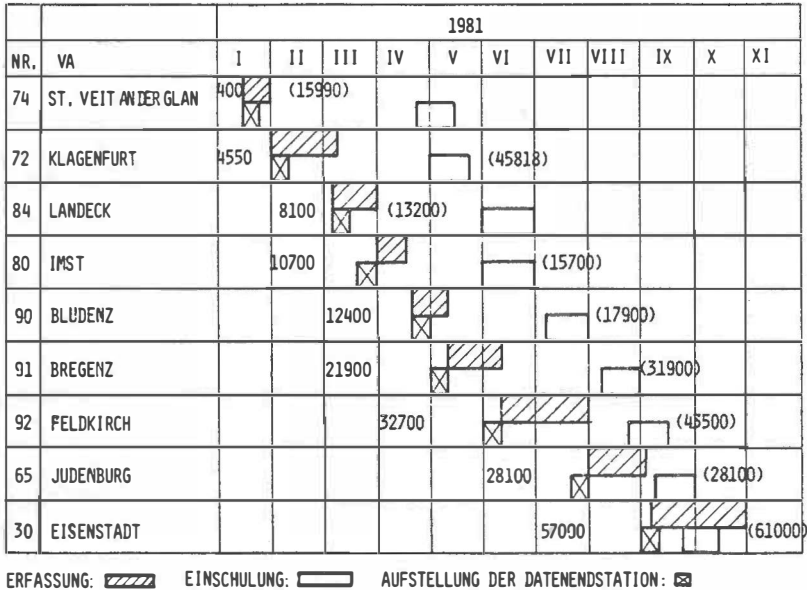 1981
NR. VA I II III IV V VI VII VIII IX X XI
74 ST. VEIT AN DER GLAN 400 (15990)
72 KLAGENFURT 4550 (45818)
84 LANDECK 8100 (13200)
80 IMST 10700 (15700)
90 BLUDENZ 12400 (17900)
91 BREGENZ 21900 (31900)
92 FELDKIRCH 32700 (43500)
65 JUDENBURG 28100 (28100)
30 EISENSTADT 57090 (61000)
ERFASSUNG: EINSCHULUNG: AUFSTELLUNG DER DATENENDSTATION: